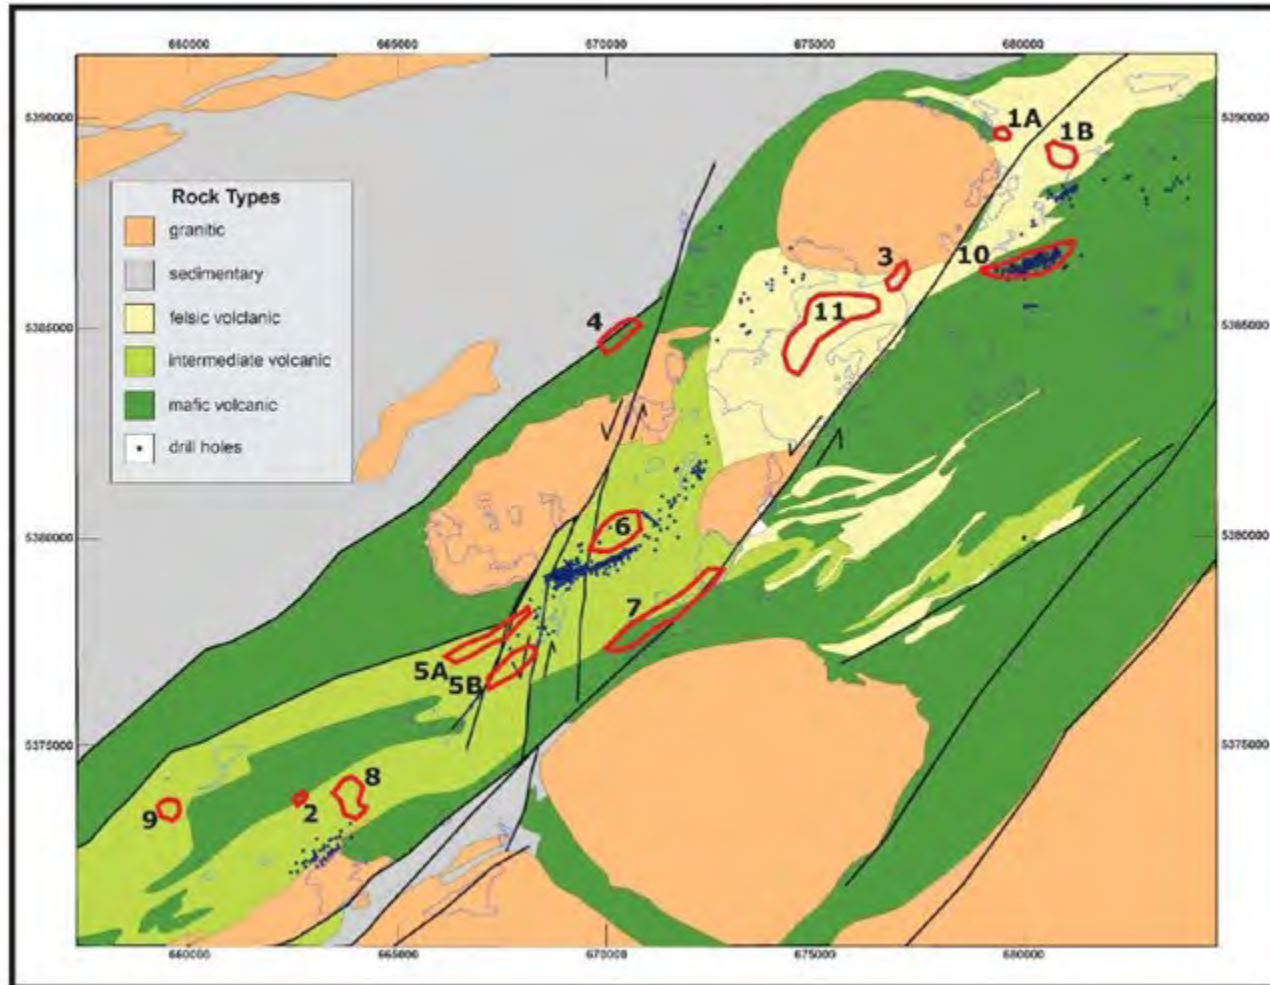 660000 665000 670000 675000 680000
5390000 5390000
1A
1B
Rock Types
granitic
sedimentary
felsic volclanic
intermediate volcanic
mafic volcanic
drill holes
3
10
11
4
5385000 5385000
6
5380000 5380000
7
5A
5B
5375000 5375000
8
2
9
660000 665000 670000 675000 680000